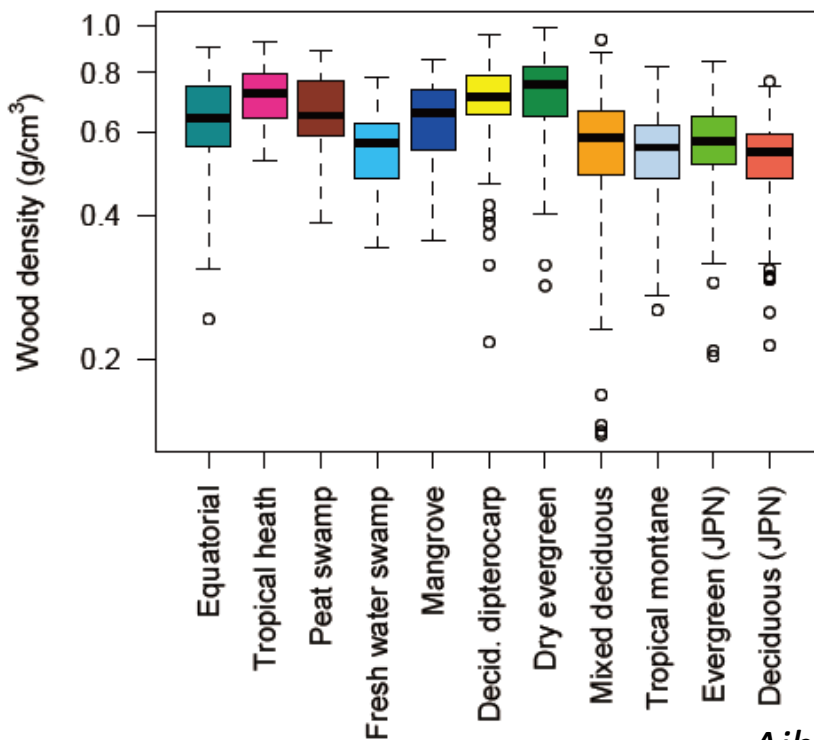 Wood density (g/cm³)
1.0
0.8
0.6
0.4
0.2
Equatorial
Tropical heath
Peat swamp
Fresh water swamp
Mangrove
Decid. dipterocarp
Dry evergreen
Mixed deciduous
Tropical montane
Evergreen (JPN)
Deciduous (JPN)